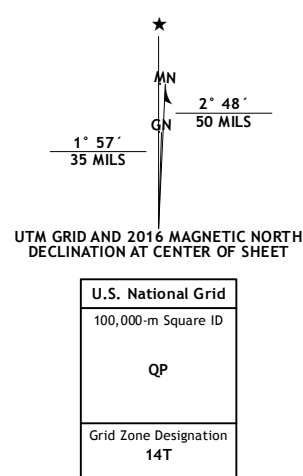 ★
MN
GN
2° 48´
50 MILS
1° 57´
35 MILS
UTM GRID AND 2016 MAGNETIC NORTH
DECLINATION AT CENTER OF SHEET
U.S. National Grid
100,000-m Square ID
QP
Grid Zone Designation
14T